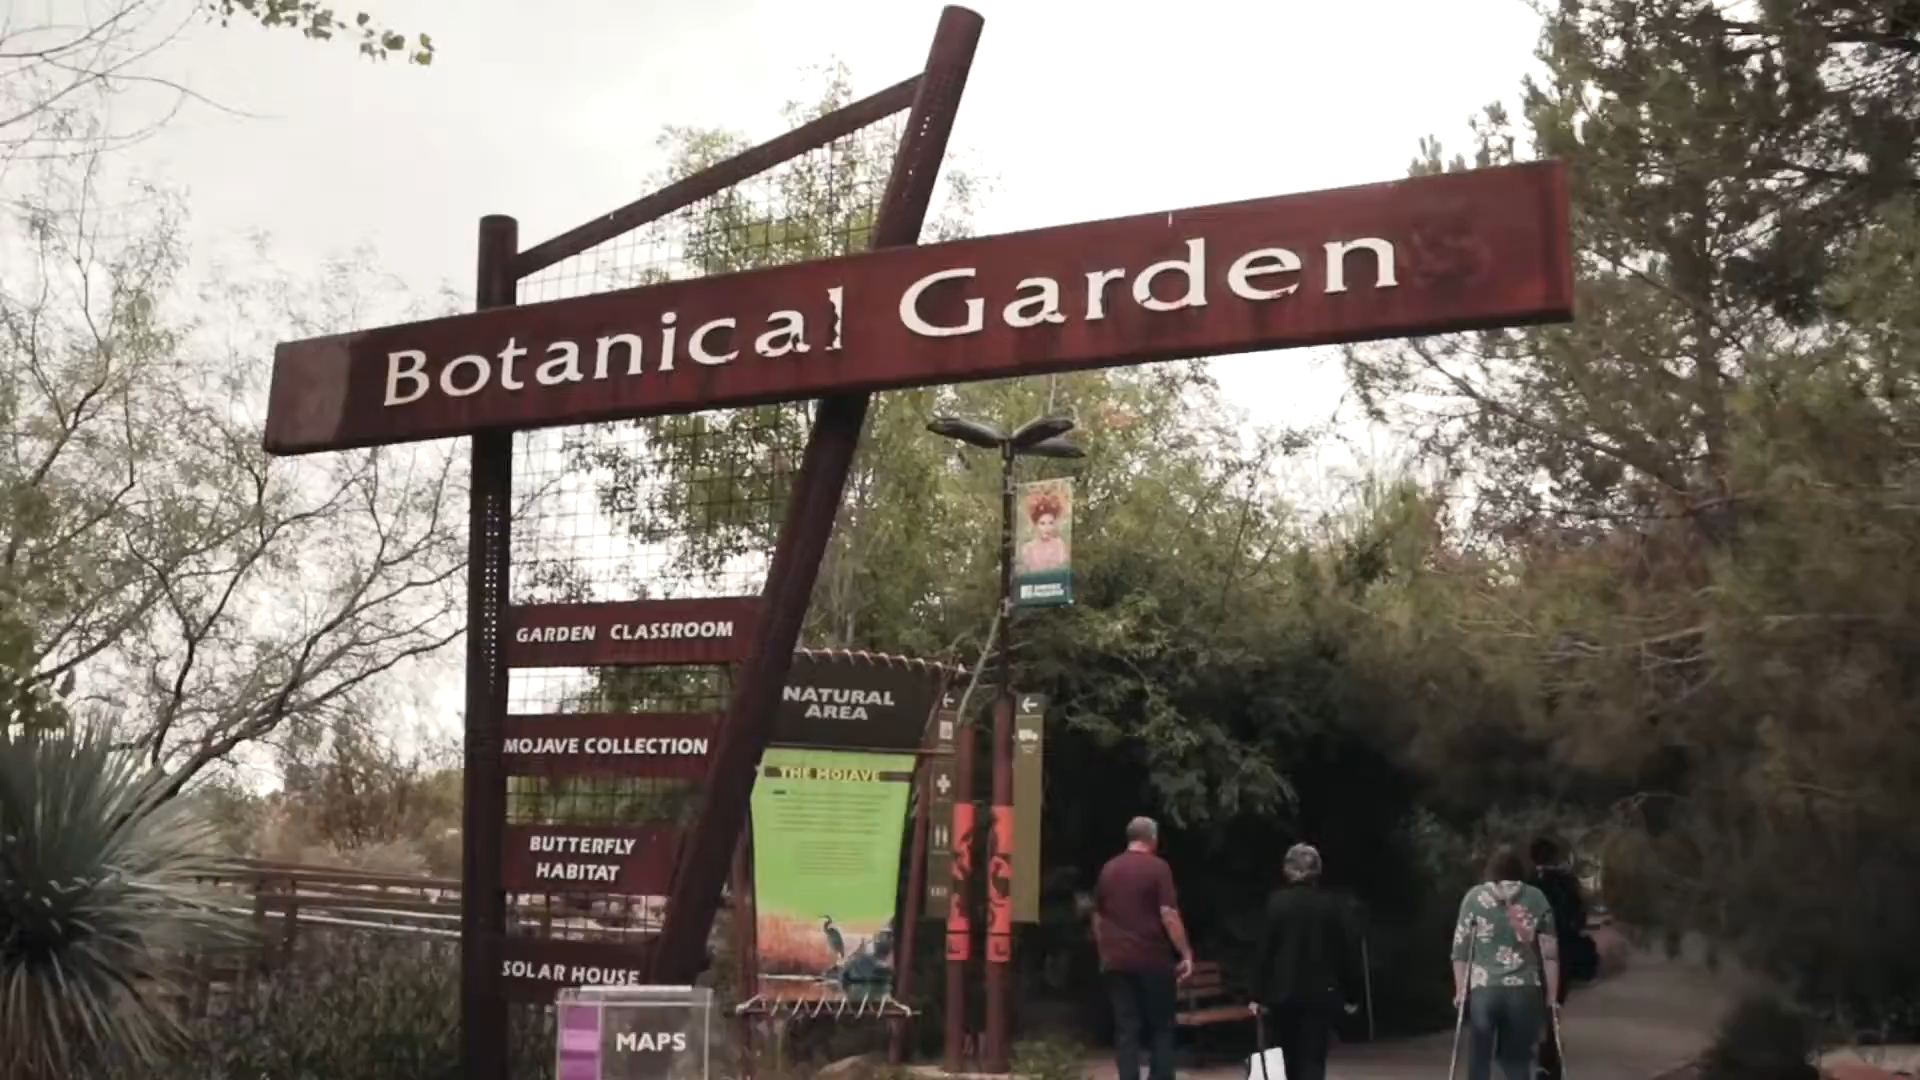 Botanical Garden
GARDEN CLASSROOM
MOJAVE COLLECTION
BUTTERFLY
HABITAT
SOLAR HOUSE
MAPS
NATURAL
AREA
THE MOJAVE